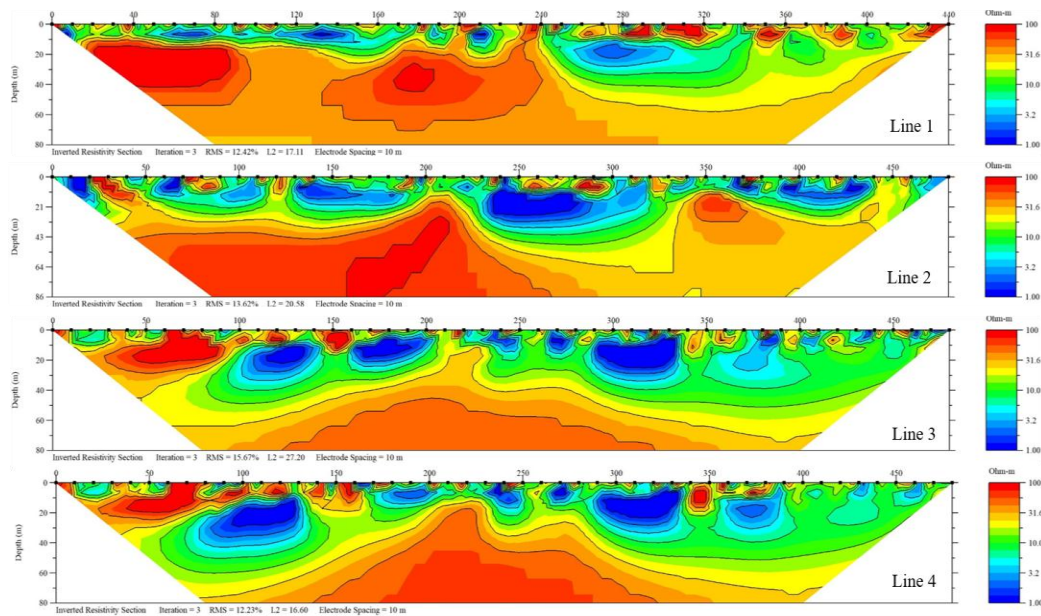 0 40 80 120 160 200 240 280 320 360 400 440
Ohm-m
Depth (m)
0
20
40
60
80
100
31.6
10.0
3.2
1.00
Line 1
Inverted Resistivity Section Iteration = 3 RMS = 12.42% L2 = 17.11 Electrode Spacing = 10 m
0 50 100 150 200 250 300 350 400 450
Ohm-m
Depth (m)
0
21
43
64
86
100
31.6
10.0
3.2
1.00
Line 2
Inverted Resistivity Section Iteration = 3 RMS = 13.62% L2 = 20.58 Electrode Spacing = 10 m
0 50 100 150 200 250 300 350 400 450
Ohm-m
Depth (m)
0
20
40
60
80
100
31.6
10.0
3.2
1.00
Line 3
Inverted Resistivity Section Iteration = 3 RMS = 15.67% L2 = 27.20 Electrode Spacing = 10 m
0 50 100 150 200 250 300 350 400 450
Ohm-m
Depth (m)
0
20
40
60
80
100
31.6
10.0
3.2
1.00
Line 4
Inverted Resistivity Section Iteration = 3 RMS = 12.23% L2 = 16.60 Electrode Spacing = 10 m